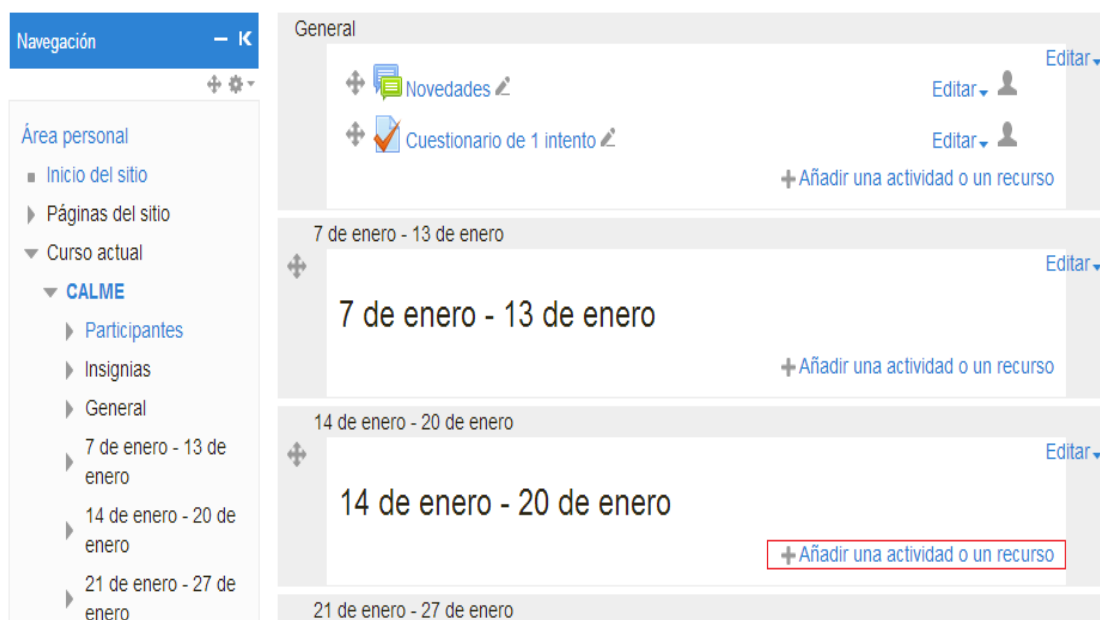 Navegación
Área personal
Inicio del sitio
Páginas del sitio
Curso actual
CALME
Participantes
Insignias
General
7 de enero - 13 de
enero
14 de enero - 20 de
enero
21 de enero - 27 de
enero
General
Editar
Novedades Editar
Cuestionario de 1 intento Editar
Añadir una actividad o un recurso
7 de enero - 13 de enero
Editar
7 de enero - 13 de enero
Añadir una actividad o un recurso
14 de enero - 20 de enero
Editar
14 de enero - 20 de enero
Añadir una actividad o un recurso
21 de enero - 27 de enero